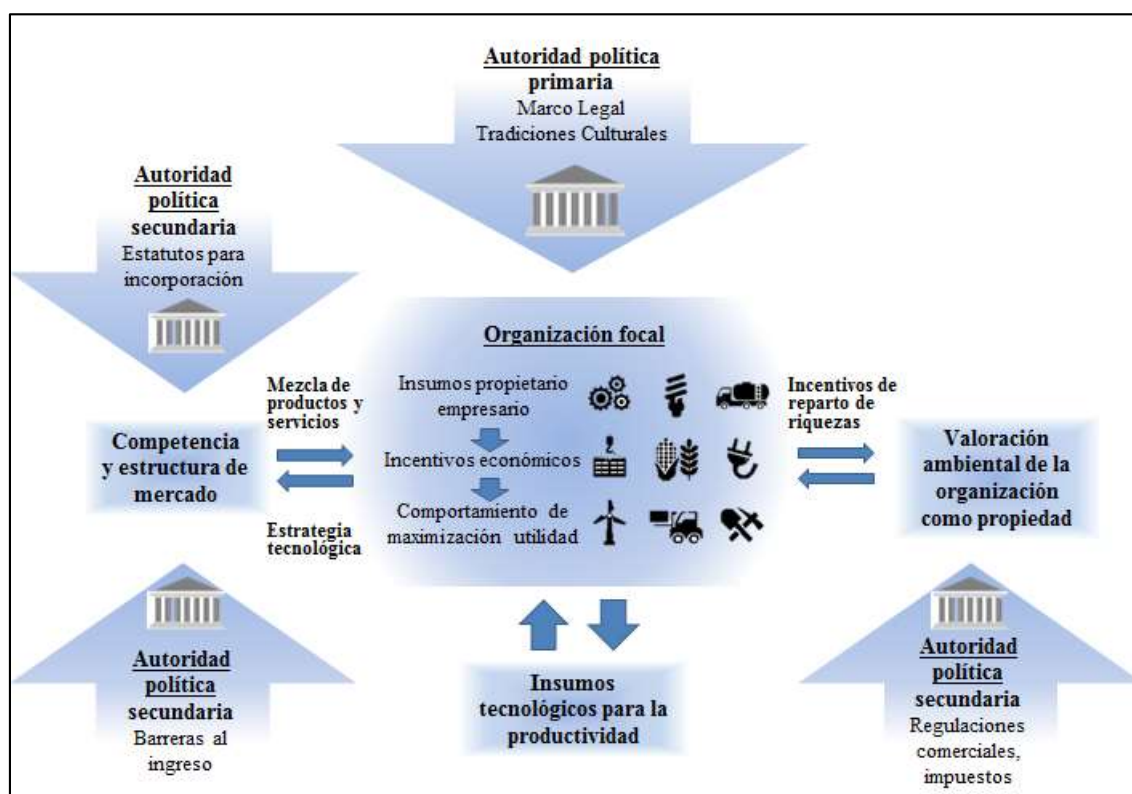 Autoridad política
primaria
Marco Legal
Tradiciones Culturales
Autoridad
política
secundaria
Estatutos para
incorporación
Organización focal
Insumos propietario
empresario
Incentivos económicos
Comportamiento de
maximización utilidad
Mezcla de
productos y
servicios
Estrategia
tecnológica
Competencia
y estructura de
mercado
Incentivos de
reparto de
riquezas
Valoración
ambiental de la
organización
como propiedad
Autoridad
política
secundaria
Barreras al
ingreso
Insumos
tecnológicos para la
productividad
Autoridad
política
secundaria
Regulaciones
comerciales,
impuestos